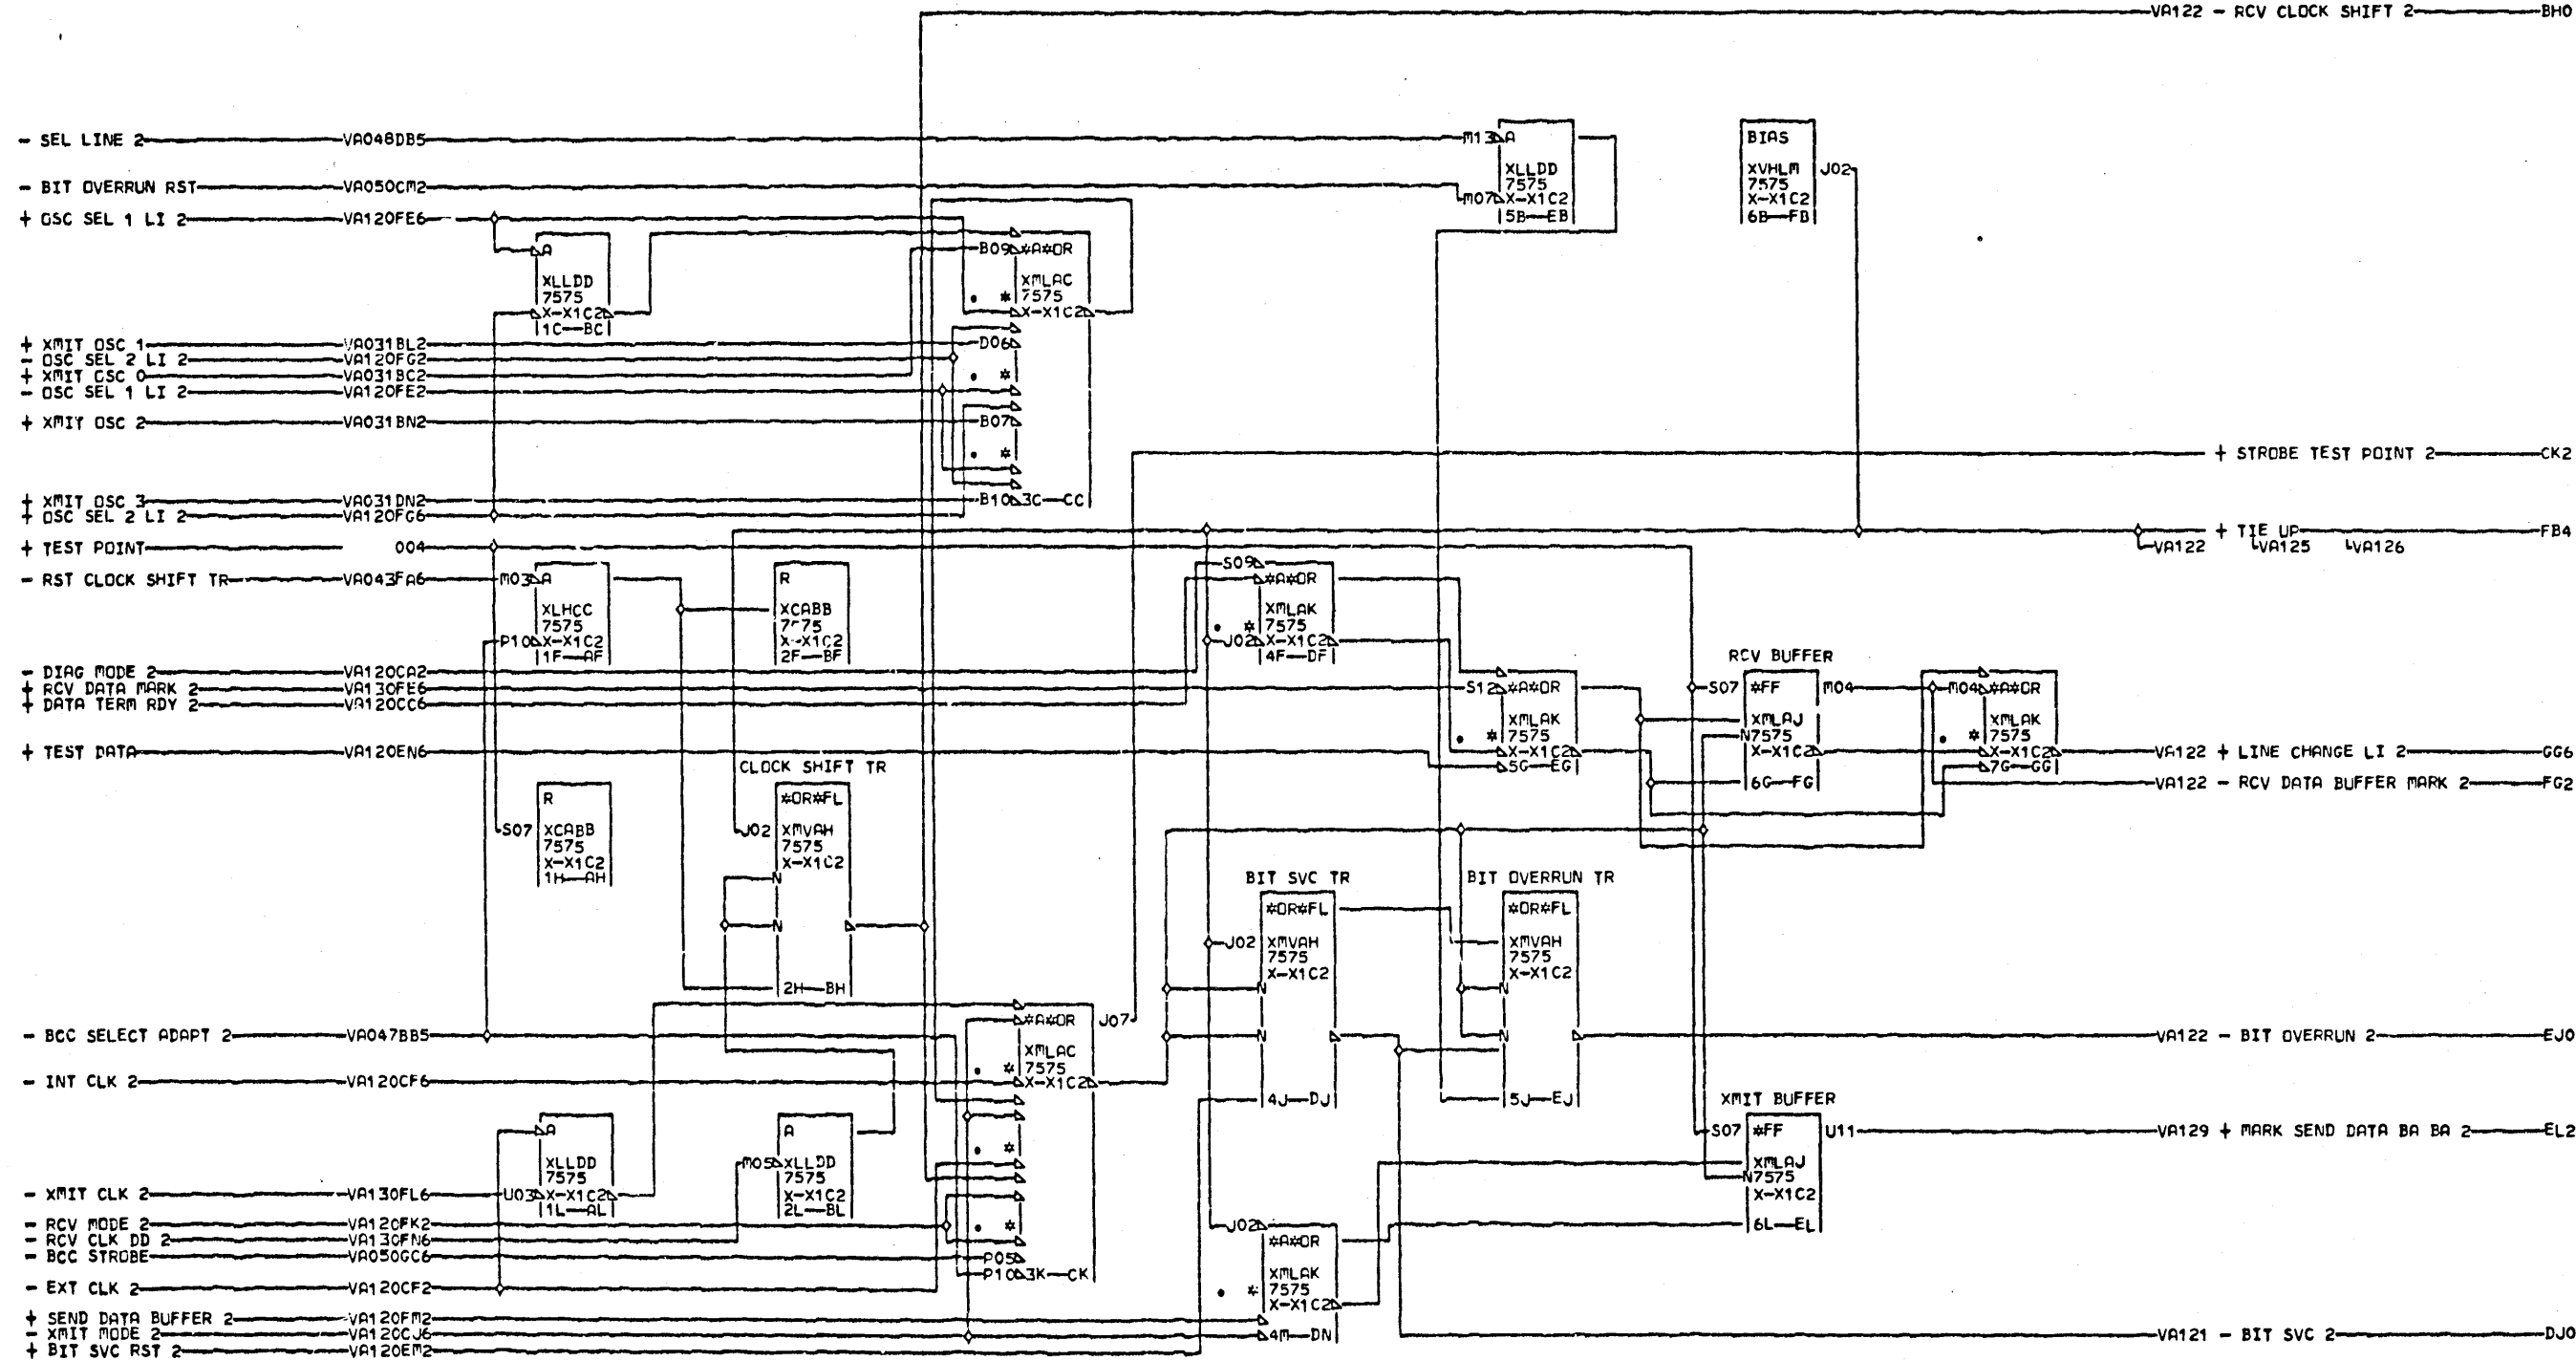 VA122 - RCV CLOCK SHIFT 2 BH0
- SEL LINE 2 VA048DB5 M13 A
XLLDD
7575
- BIT OVERRUN RST VA050CM2 M07 X-X1C2
5B EB
BIAS
XVHLM J02
7575
X-X1C2
6B FB
+ OSC SEL 1 LI 2 VA120FE6
A
XLLDD
7575
X-X1C2
1C BC
B09 *A*OR
XMLAC
* 7575
X-X1C2
+ XMIT OSC 1 VA031BL2 D06
- OSC SEL 2 LI 2 VA120FG2
+ XMIT OSC 0 VA031BC2 *
- OSC SEL 1 LI 2 VA120FE2
+ XMIT OSC 2 VA031BN2 B07
*
+ STROBE TEST POINT 2 CK2
+ XMIT OSC 3 VA031DN2 B10 3C CC
+ OSC SEL 2 LI 2 VA120FG6
+ TIE UP FB4
VA122 VA125 VA126
+ TEST POINT 004
- RST CLOCK SHIFT TR VA043FA6 M03 A
XLHCC
7575
P10 X-X1C2
1F AF
R
XCABB
7575
X-X1C2
2F BF
S09
*A*OR
XMLAK
* 7575
J02 X-X1C2
4F DF
- DIAG MODE 2 VA120CA2
+ RCV DATA MARK 2 VA130FE6 S12 *A*OR
+ DATA TERM RDY 2 VA120CC6
XMLAK
* 7575
X-X1C2
5G EG
RCV BUFFER
S07 *FF M04
XMLAJ
N 7575
X-X1C2
6G FG
M04 *A*OR
XMLAK
* 7575
X-X1C2
7G GG
+ TEST DATA VA120EN6
VA122 + LINE CHANGE LI 2 GG6
VA122 - RCV DATA BUFFER MARK 2 FG2
CLOCK SHIFT TR
R
S07 XCABB
7575
X-X1C2
1H AH
*OR*FL
J02 XMVAH
7575
X-X1C2
N
N
2H BH
BIT SVC TR
*OR*FL
J02 XMVAH
7575
X-X1C2
N
N
4J DJ
BIT OVERRUN TR
*OR*FL
XMVAH
7575
X-X1C2
N
N
5J EJ
- BCC SELECT ADAPT 2 VA047BB5
*A*OR J07
XMLAC
* 7575
X-X1C2
VA122 - BIT OVERRUN 2 EJ0
- INT CLK 2 VA120CF6
A
XLLDD
7575
U03 X-X1C2
1L AL
A
M05 XLLDD
7575
X-X1C2
2L BL
*
*
P05
P10 3K CK
XMIT BUFFER
S07 *FF U11
XMLAJ
N 7575
X-X1C2
6L EL
VA129 + MARK SEND DATA BA BA 2 EL2
- XMIT CLK 2 VA130FL6
- RCV MODE 2 VA120FK2
- RCV CLK DD 2 VA130FN6
- BCC STROBE VA050GC6
- EXT CLK 2 VA120CF2
J02
*A*OR
XMLAK
* 7575
X-X1C2
4M DN
+ SEND DATA BUFFER 2 VA120FM2
- XMIT MODE 2 VA120CJ6
+ BIT SVC RST 2 VA120EM2
VA121 - BIT SVC 2 DJ0